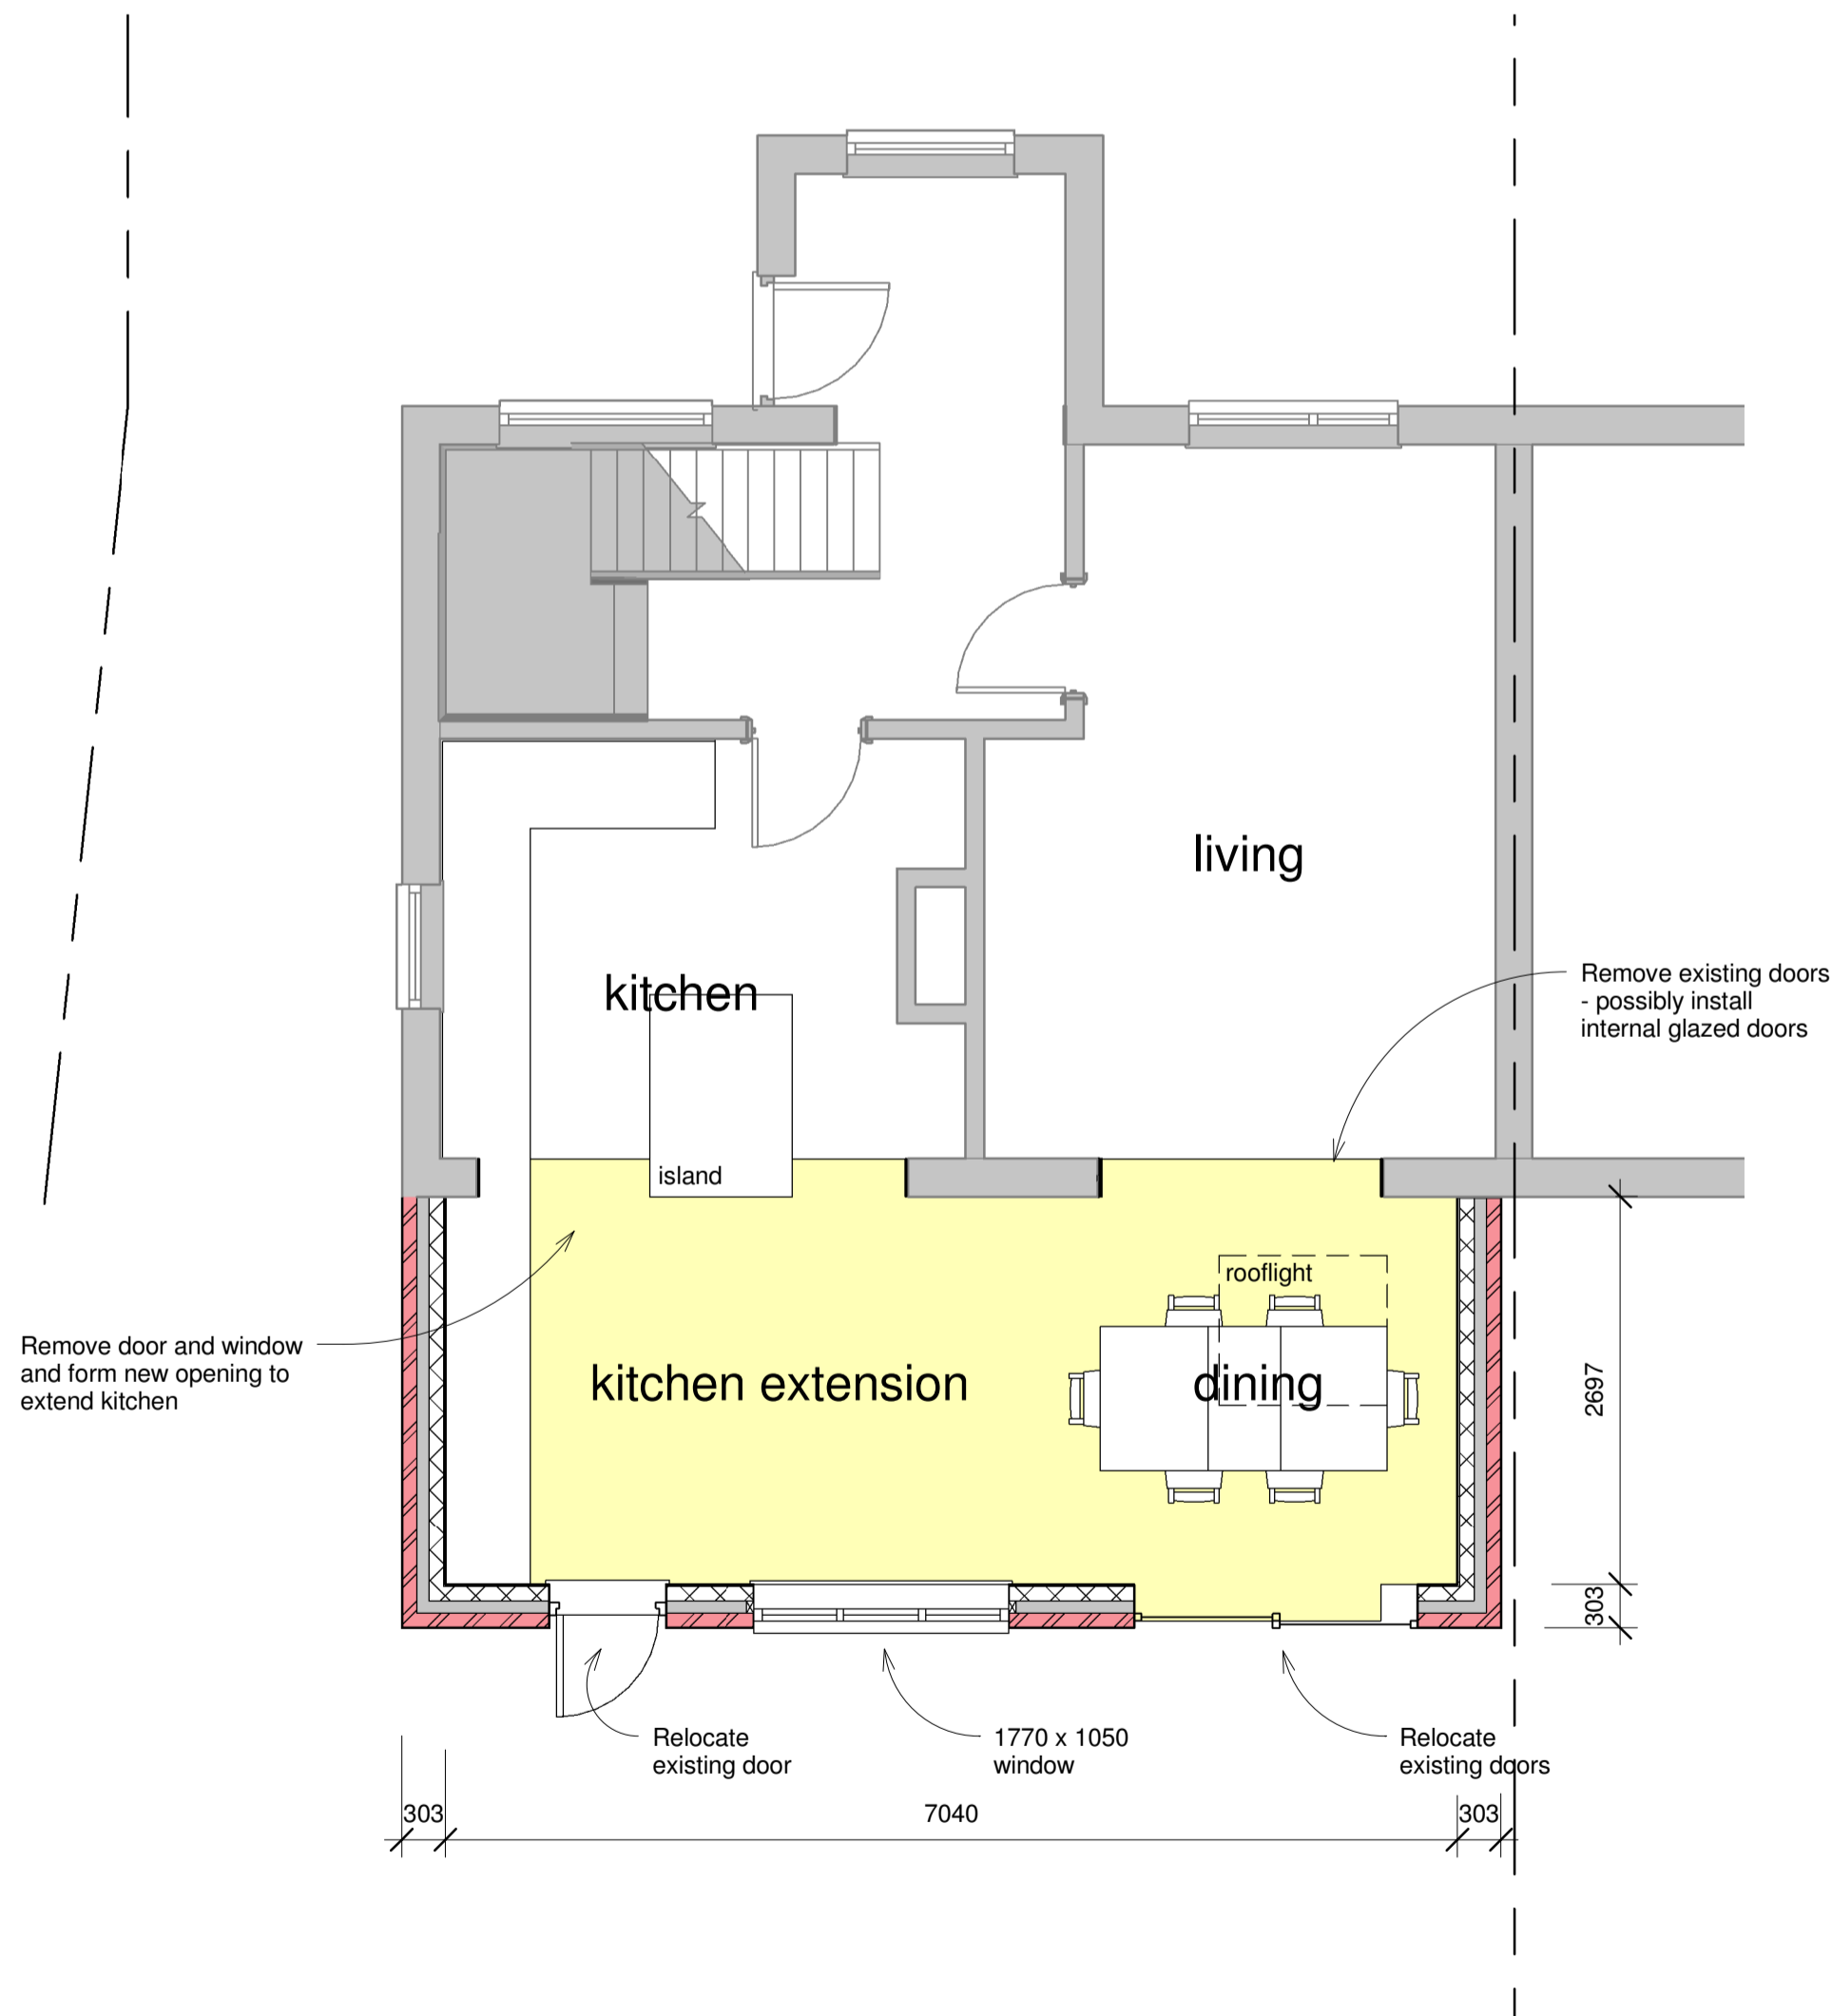 living
Remove existing doors
- possibly install
internal glazed doors
kitchen
island
rooflight
Remove door and window
and form new opening to
extend kitchen
kitchen extension
dining
2697
303
Relocate
existing door
1770 x 1050
window
Relocate
existing doors
303
7040
303